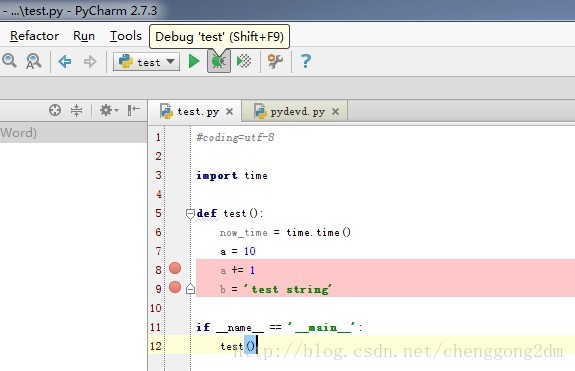 - ...\test.py - PyCharm 2.7.3
Refactor Run Tools
Debug 'test' (Shift+F9)
test
test.py
pydevd.py
Word)
1 #coding=utf-8
2
3 import time
4
5 def test():
6 now_time = time.time()
7 a = 10
8 a += 1
9 b = 'test string'
10
11 if __name__ == '__main__':
12 test()
http://blog.csdn.net/chenggong2dm